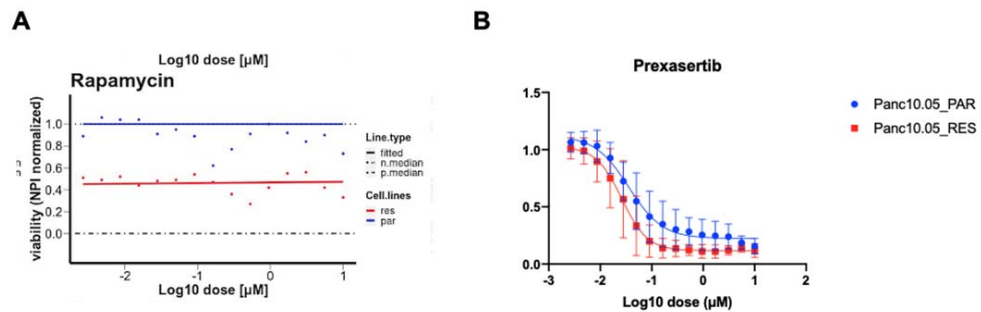 A
Log10 dose [µM]
Rapamycin
viability (NPI normalized)
1.0
0.8
0.6
0.4
0.2
0.0
-2
-1
0
1
Log10 dose [µM]
Line.type
fitted
n.median
p.median
Cell.lines
res
par
B
Prexasertib
1.5
1.0
0.5
0.0
-3
-2
-1
0
1
2
Log10 dose (µM)
Panc10.05_PAR
Panc10.05_RES